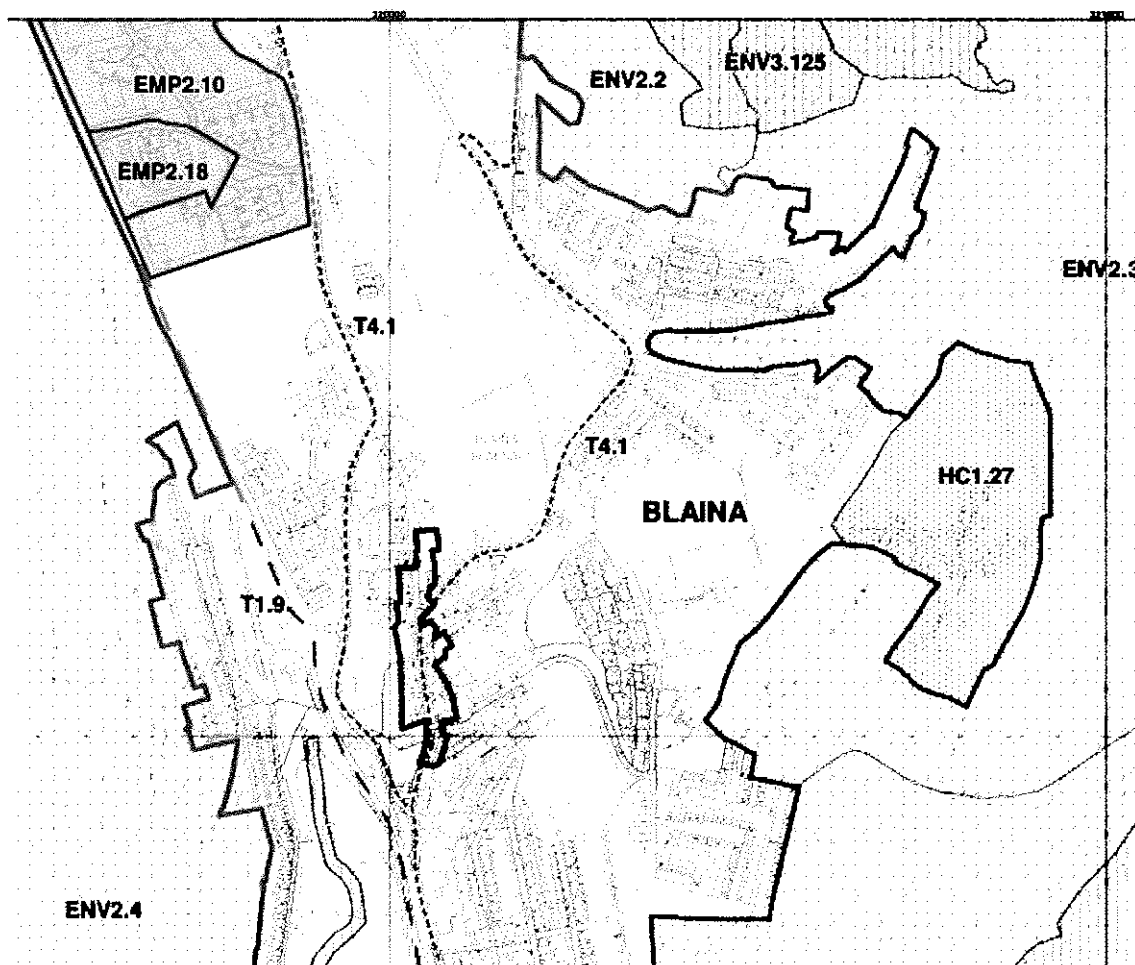 ENV3.125
EMP2.10
ENV2.2
EMP2.18
ENV2.3
T4.1
T4.1
HC1.27
BLAINA
T1.9
ENV2.4